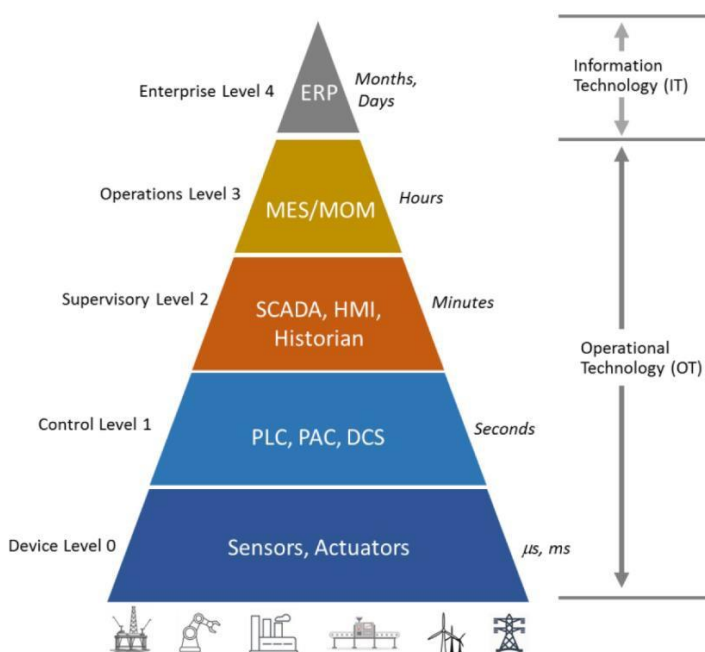 Enterprise Level 4
ERP
Months,
Days
Information
Technology (IT)
Operations Level 3
MES/MOM
Hours
Supervisory Level 2
SCADA, HMI,
Historian
Minutes
Operational
Technology (OT)
Control Level 1
PLC, PAC, DCS
Seconds
Device Level 0
Sensors, Actuators
µs, ms